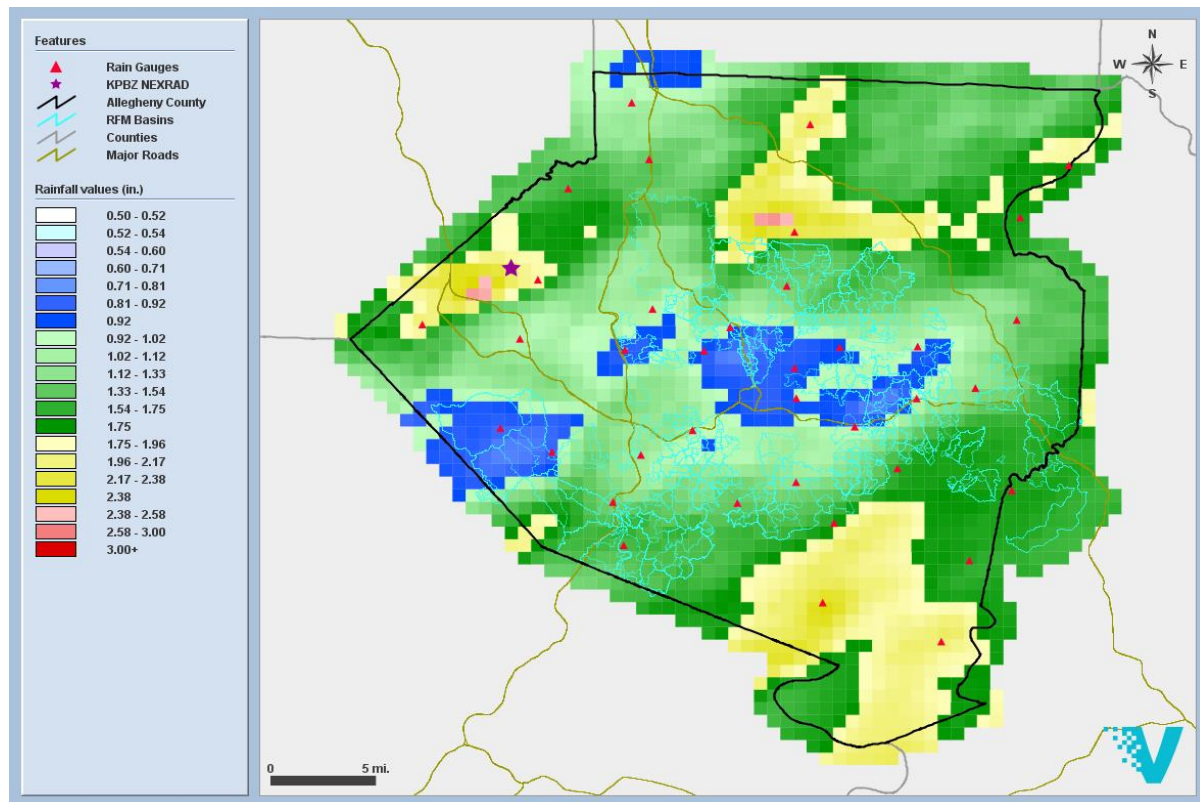 Features
Rain Gauges
KPBZ NEXRAD
Allegheny County
RFM Basins
Counties
Major Roads
Rainfall values (in.)
0.50 - 0.52
0.52 - 0.54
0.54 - 0.60
0.60 - 0.71
0.71 - 0.81
0.81 - 0.92
0.92
0.92 - 1.02
1.02 - 1.12
1.12 - 1.33
1.33 - 1.54
1.54 - 1.75
1.75
1.75 - 1.96
1.96 - 2.17
2.17 - 2.38
2.38
2.38 - 2.58
2.58 - 3.00
3.00+
N
W E
S
0 5 mi.
V